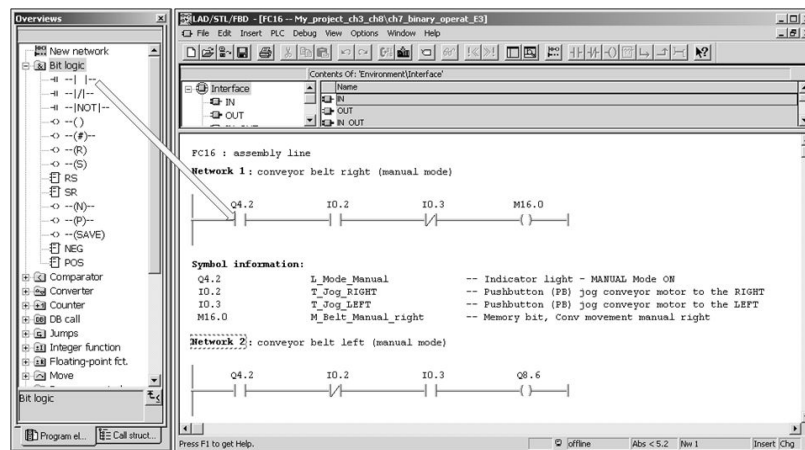 Overviews
New network
Bit logic
--| |--
--|/|--
--|NOT|--
--( )
--(#)--
--(R)
--(S)
RS
SR
--(N)--
--(P)--
--(SAVE)
NEG
POS
Comparator
Converter
Counter
DB call
Jumps
Integer function
Floating-point fct.
Move
Bit logic
Program el...
Call struct...
LAD/STL/FBD - [FC16 -- My_project_ch3_ch8\ch7_binary_operat_E3]
File Edit Insert PLC Debug View Options Window Help
Contents Of: 'Environment\Interface'
Interface
IN
OUT
Name
IN
OUT
IN_OUT
FC16 : assembly line
Network 1 : conveyor belt right (manual mode)
Q4.2 I0.2 I0.3 M16.0
Symbol information:
Q4.2 L_Mode_Manual -- Indicator light - MANUAL Mode ON
I0.2 T_Jog_RIGHT -- Pushbutton (PB) jog conveyor motor to the RIGHT
I0.3 T_Jog_LEFT -- Pushbutton (PB) jog conveyor motor to the LEFT
M16.0 M_Belt_Manual_right -- Memory bit, Conv movement manual right
Network 2 : conveyor belt left (manual mode)
Q4.2 I0.2 I0.3 Q8.6
Press F1 to get Help.
offline Abs < 5.2 Nw 1 Insert Chg